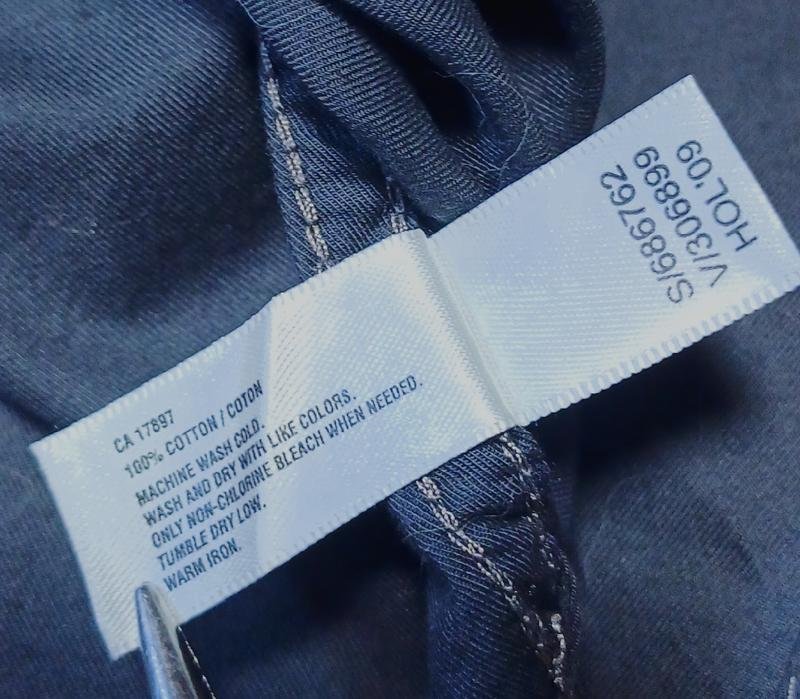 CA 17897
100% COTTON / COTON
MACHINE WASH COLD.
WASH AND DRY WITH LIKE COLORS.
ONLY NON-CHLORINE BLEACH WHEN NEEDED.
TUMBLE DRY LOW.
WARM IRON.
S/686762
V/306899
HOL'09